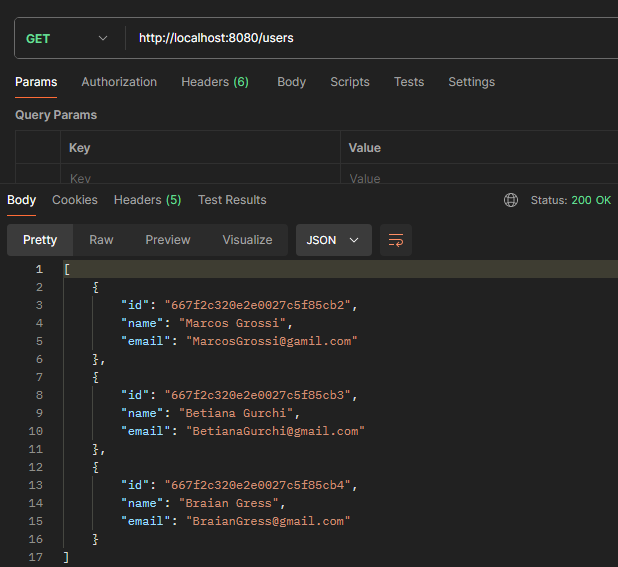 GET http://localhost:8080/users
Params Authorization Headers (6) Body Scripts Tests Settings
Query Params
Key Value
Key Value
Body Cookies Headers (5) Test Results Status: 200 OK
Pretty Raw Preview Visualize JSON
1 [
2 {
3 "id": "667f2c320e2e0027c5f85cb2",
4 "name": "Marcos Grossi",
5 "email": "MarcosGrossi@gamil.com"
6 },
7 {
8 "id": "667f2c320e2e0027c5f85cb3",
9 "name": "Betiana Gurchi",
10 "email": "BetianaGurchi@gmail.com"
11 },
12 {
13 "id": "667f2c320e2e0027c5f85cb4",
14 "name": "Braian Gress",
15 "email": "BraianGress@gmail.com"
16 }
17 ]